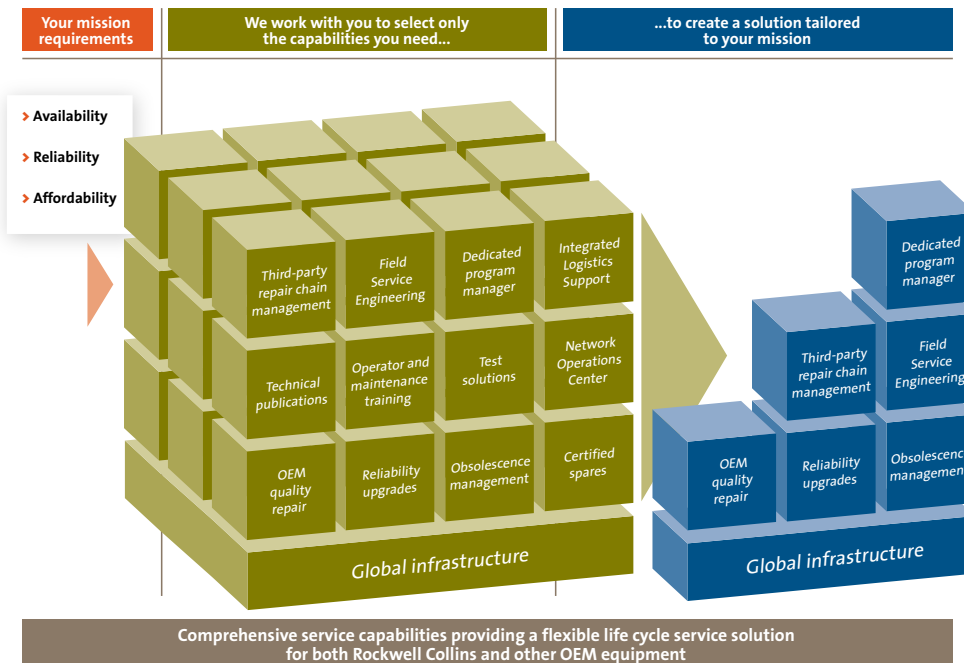 Your mission
requirements
We work with you to select only
the capabilities you need...
...to create a solution tailored
to your mission
› Availability
› Reliability
› Affordability
Third-party
repair chain
management
Field
Service
Engineering
Dedicated
program
manager
Integrated
Logistics
Support
Technical
publications
Operator and
maintenance
training
Test
solutions
Network
Operations
Center
OEM
quality
repair
Reliability
upgrades
Obsolescence
management
Certified
spares
Global infrastructure
Dedicated
program
manager
Third-party
repair chain
management
Field
Service
Engineering
OEM
quality
repair
Reliability
upgrades
Obsolescence
management
Global infrastructure
Comprehensive service capabilities providing a flexible life cycle service solution
for both Rockwell Collins and other OEM equipment